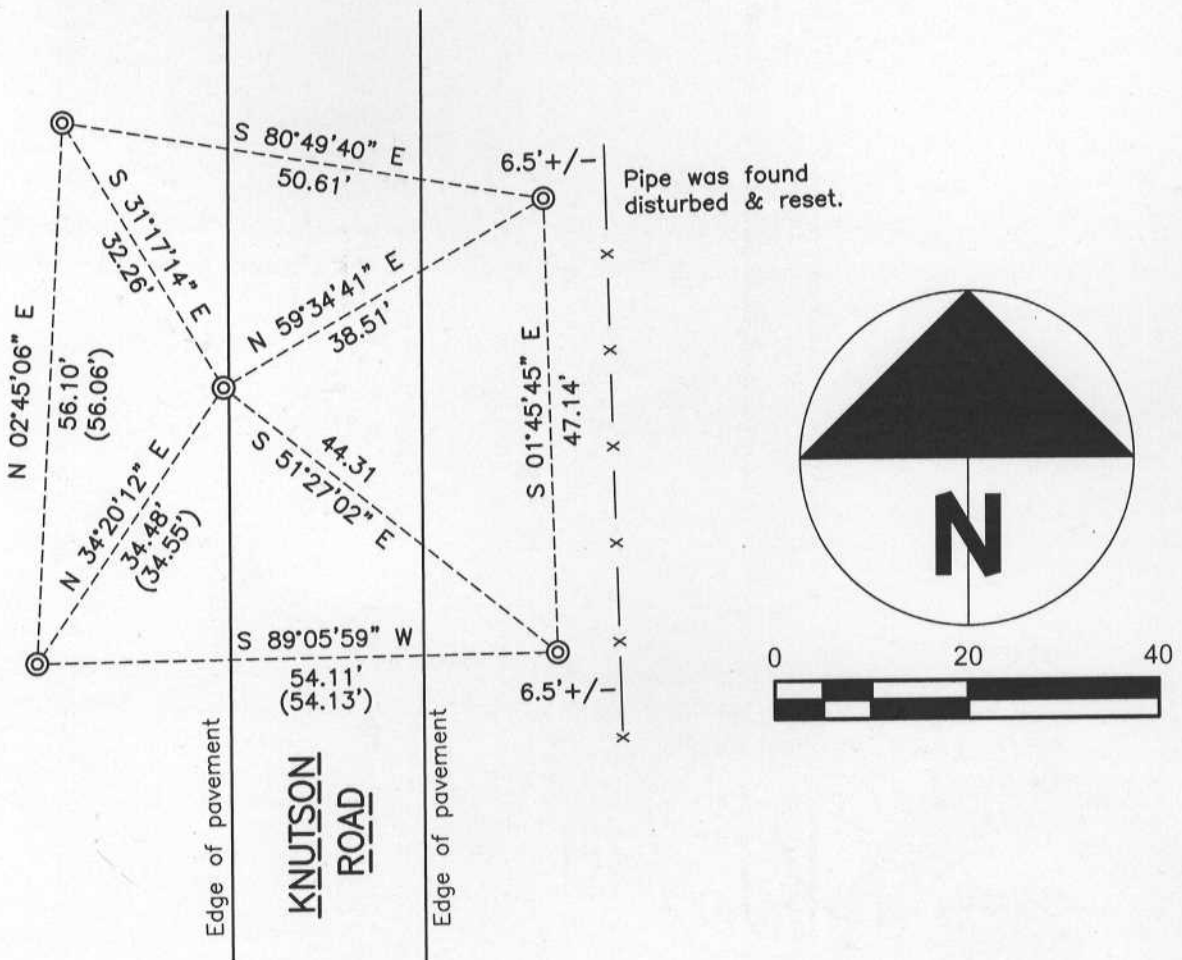 S 80°49'40" E
50.61'
6.5'+/-
Pipe was found
disturbed & reset.
S 31°17'14" E
32.26'
N 59°34'41" E
38.51'
N 02°45'06" E
56.10'
(56.06')
S 01°45'45" E
47.14'
N 34°20'12" E
34.48'
(34.55')
44.31
S 51°27'02" E
S 89°05'59" W
54.11'
(54.13')
6.5'+/-
x
x
x
x
x
x
N
0 20 40
Edge of pavement
KNUTSON
ROAD
Edge of pavement